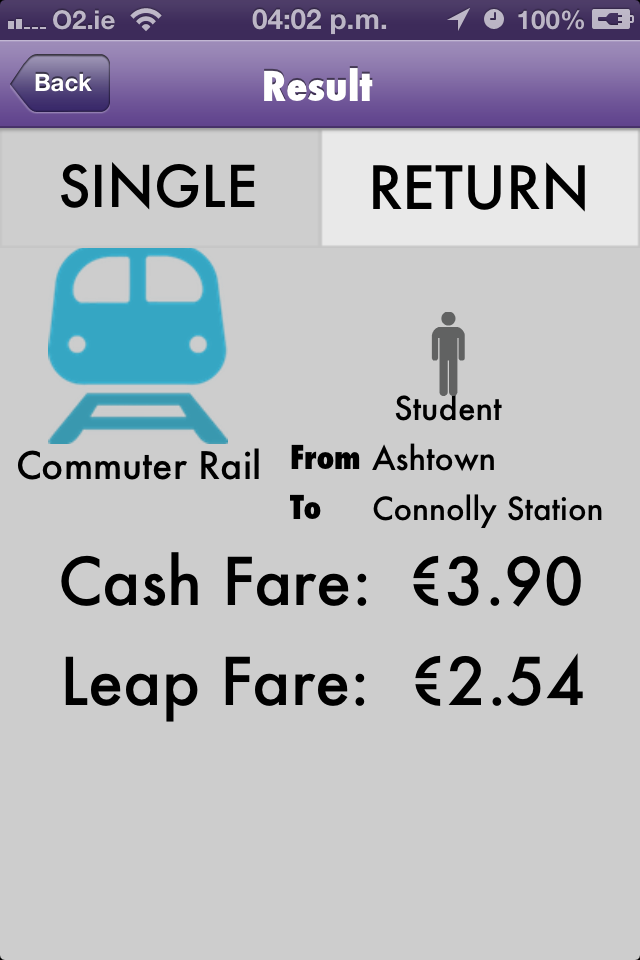 O2.ie 04:02 p.m. 100%
Back Result
SINGLE RETURN
Student
Commuter Rail From Ashtown
To Connolly Station
Cash Fare: €3.90
Leap Fare: €2.54